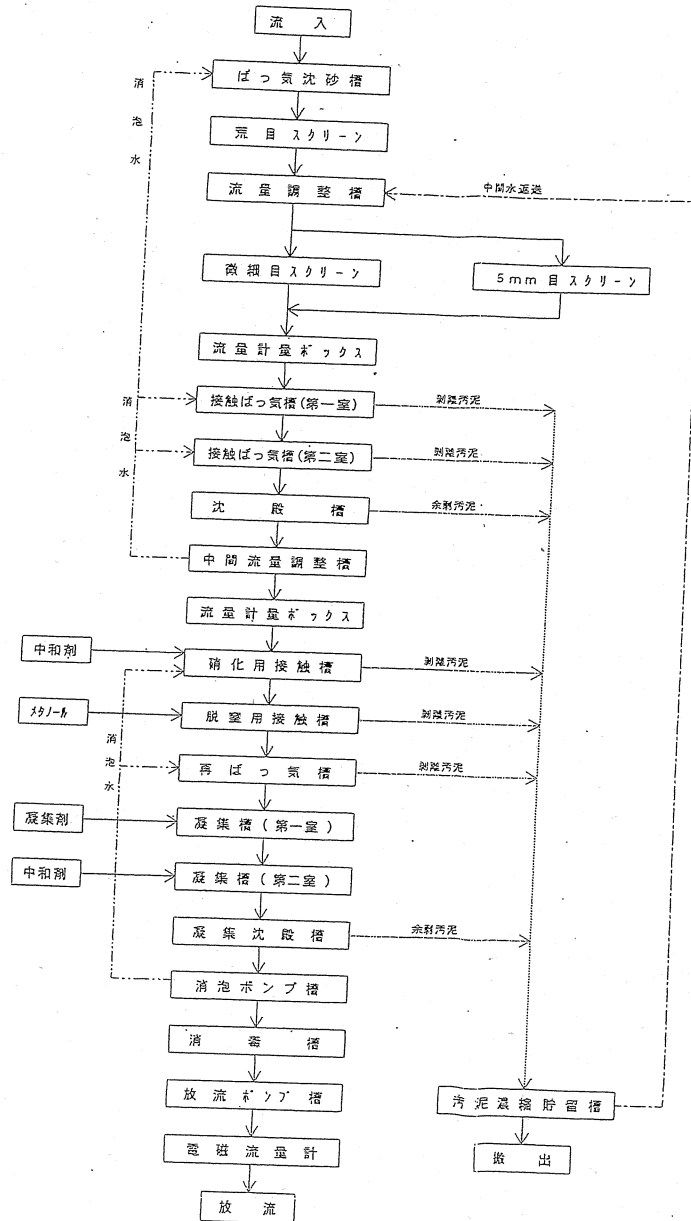 流入
ばっ気沈砂槽
消泡水
荒目スクリーン
流量調整槽
中間水返送
微細目スクリーン
5mm目スクリーン
流量計量ボックス
接触ばっ気槽(第一室)
剥離汚泥
消泡水
接触ばっ気槽(第二室)
剥離汚泥
沈殿槽
余剰汚泥
中間流量調整槽
流量計量ボックス
中和剤
硝化用接触槽
剥離汚泥
メタノール
脱窒用接触槽
剥離汚泥
消泡水
再ばっ気槽
剥離汚泥
凝集剤
凝集槽(第一室)
中和剤
凝集槽(第二室)
凝集沈殿槽
余剰汚泥
消泡ポンプ槽
消毒槽
放流ポンプ槽
汚泥濃縮貯留槽
電磁流量計
搬出
放流